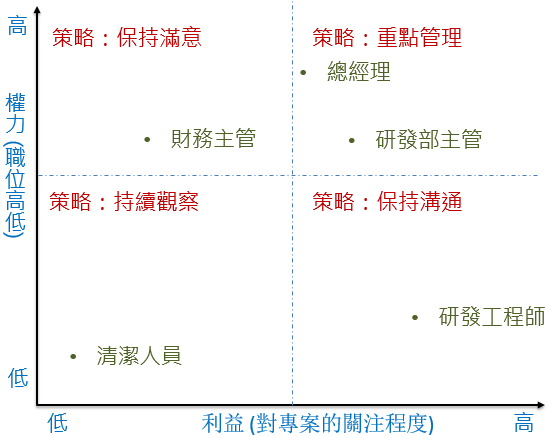 高
策略：保持滿意
策略：重點管理
總經理
財務主管
研發部主管
權力(職位高低)
策略：持續觀察
策略：保持溝通
研發工程師
清潔人員
低
低
利益 (對專案的關注程度)
高